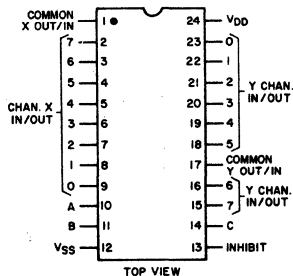 COMMON
X OUT/IN
1
24
VDD
7
2
23
0
6
3
22
1
5
4
21
2
Y CHAN.
IN/OUT
CHAN. X
IN/OUT
4
5
20
3
3
6
19
4
2
7
18
5
1
8
17
COMMON
Y OUT/IN
0
9
16
6
Y CHAN.
IN/OUT
A
10
15
7
B
11
14
C
VSS
12
13
INHIBIT
TOP VIEW